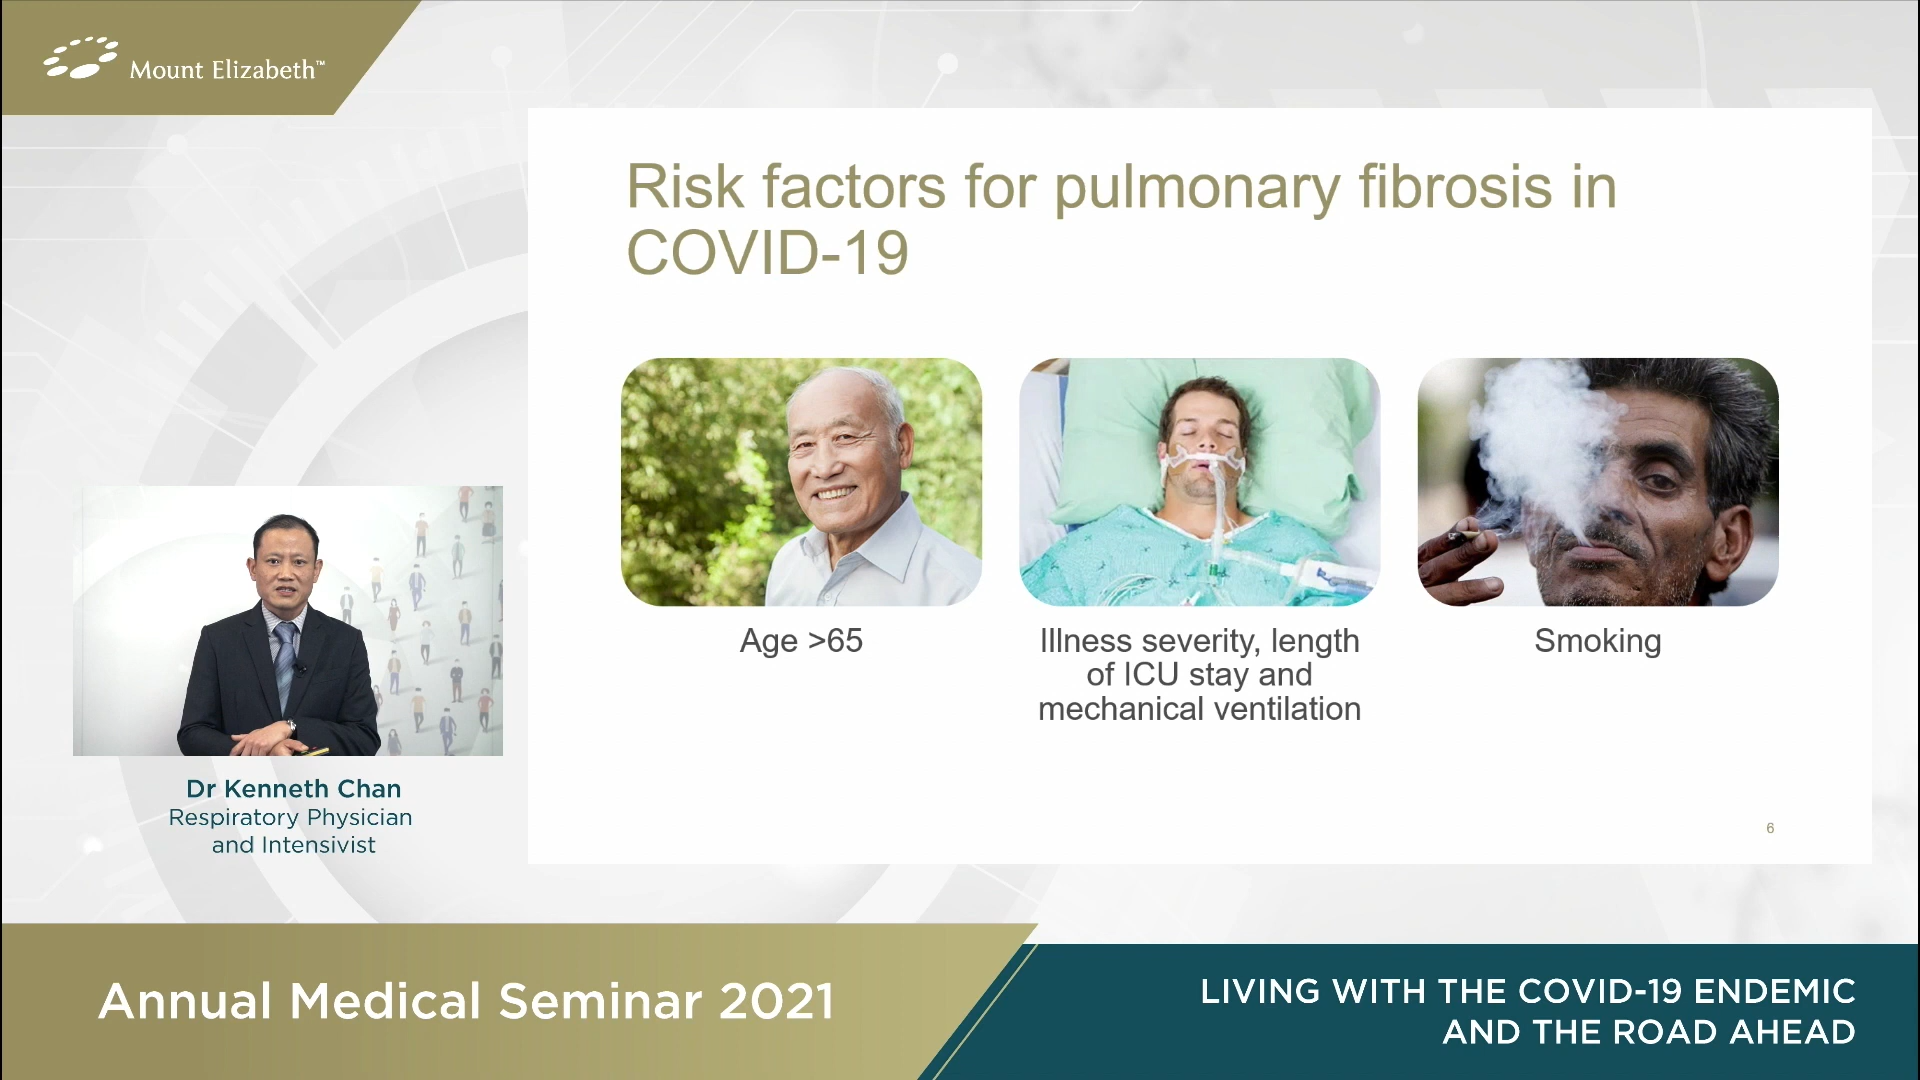 Mount Elizabeth™
Risk factors for pulmonary fibrosis in
COVID-19
Age >65
Illness severity, length
of ICU stay and
mechanical ventilation
Smoking
6
Dr Kenneth Chan
Respiratory Physician
and Intensivist
Annual Medical Seminar 2021
LIVING WITH THE COVID-19 ENDEMIC
AND THE ROAD AHEAD